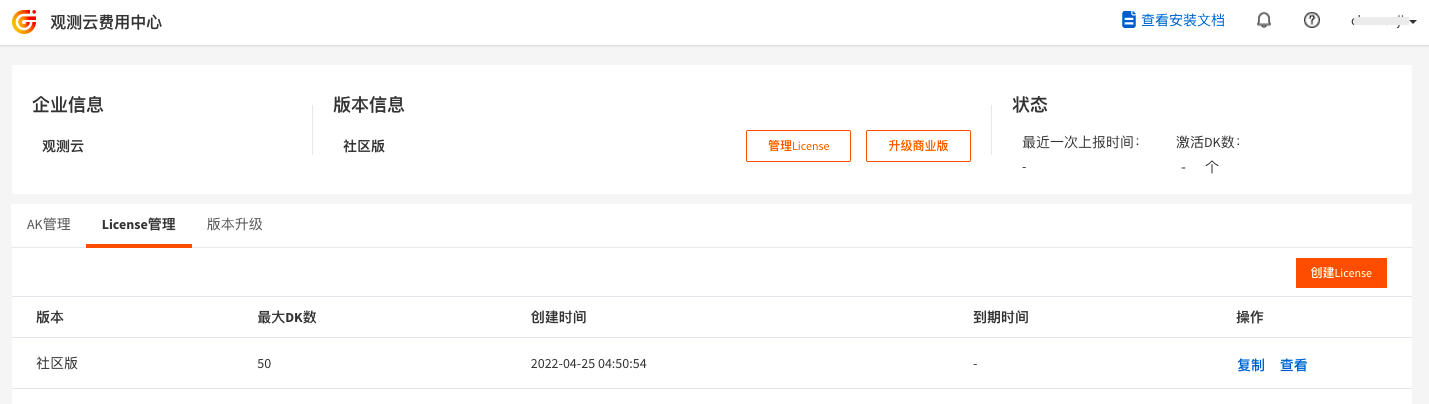 观测云费用中心
查看安装文档
企业信息
观测云
版本信息
社区版
管理License
升级商业版
状态
最近一次上报时间:
激活DK数:
-
- 个
AK管理
License管理
版本升级
创建License
版本 最大DK数 创建时间 到期时间 操作
社区版 50 2022-04-25 04:50:54 - 复制 查看